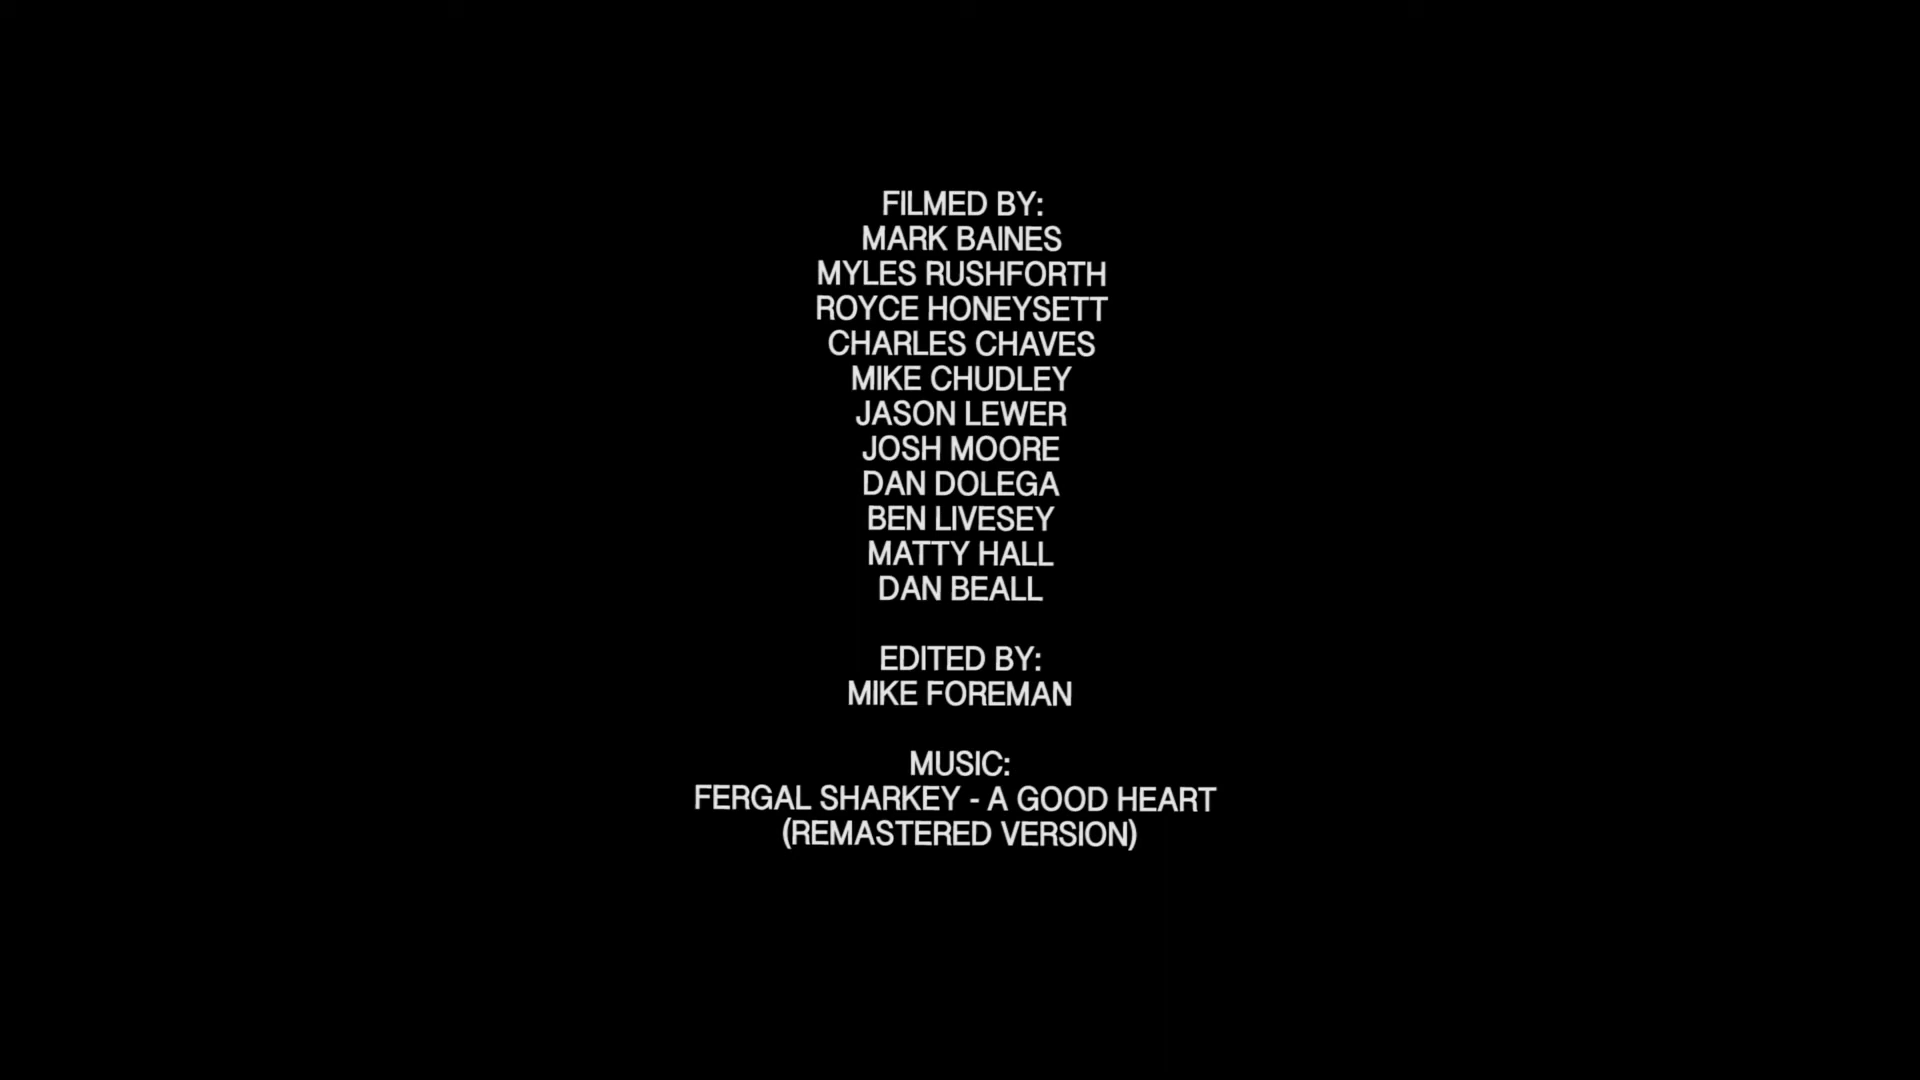 FILMED BY:
MARK BAINES
MYLES RUSHFORTH
ROYCE HONEYSETT
CHARLES CHAVES
MIKE CHUDLEY
JASON LEWER
JOSH MOORE
DAN DOLEGA
BEN LIVESEY
MATTY HALL
DAN BEALL
EDITED BY:
MIKE FOREMAN
MUSIC:
FERGAL SHARKEY - A GOOD HEART
(REMASTERED VERSION)